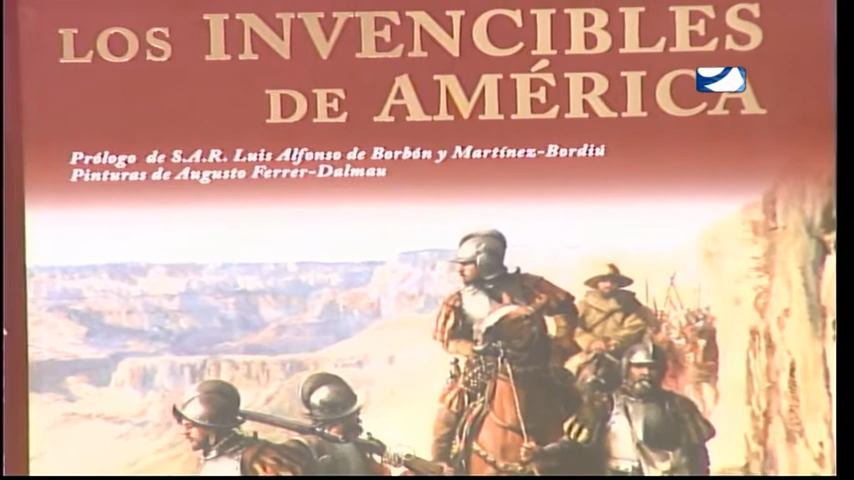 LOS INVENCIBLES
DE AMÉRICA
Prólogo de S.A.R. Luis Alfonso de Borbón y Martínez-Bordiú
Pinturas de Augusto Ferrer-Dalmau